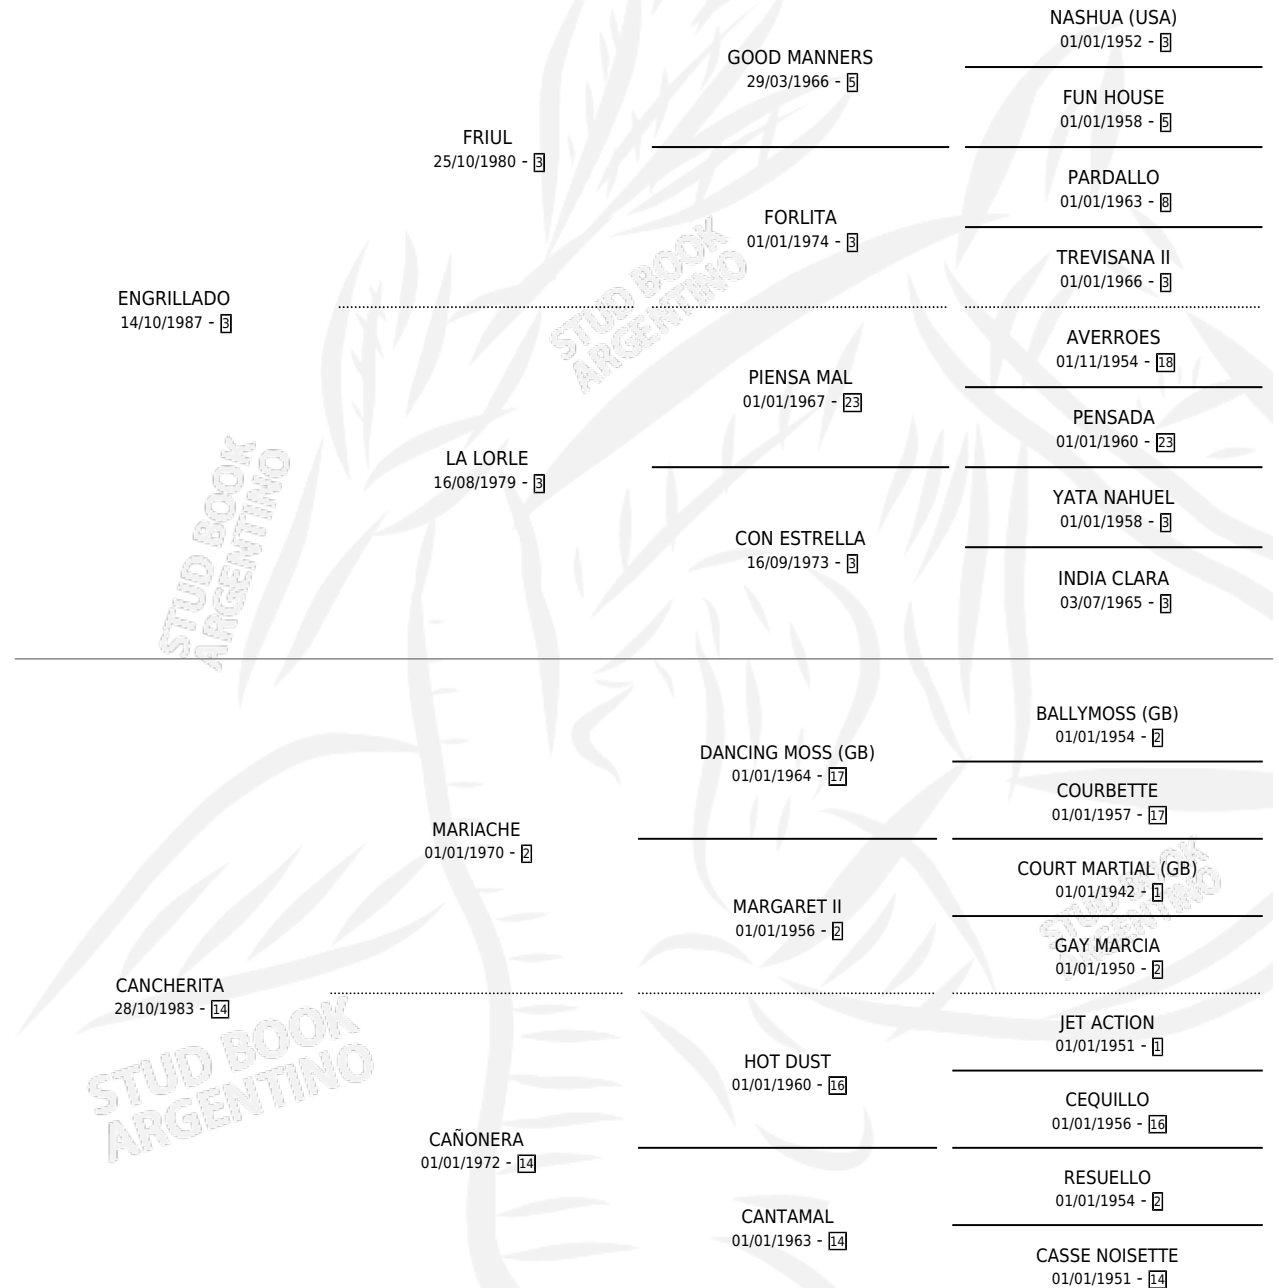 NASHUA (USA)
01/01/1952 - 3
GOOD MANNERS
29/03/1966 - 5
FUN HOUSE
01/01/1958 - 5
FRIUL
25/10/1980 - 3
PARDALLO
01/01/1963 - 8
FORLITA
01/01/1974 - 3
TREVISANA II
01/01/1966 - 3
ENGRILLADO
14/10/1987 - 3
AVERROES
01/11/1954 - 18
PIENSA MAL
01/01/1967 - 23
PENSADA
01/01/1960 - 23
LA LORLE
16/08/1979 - 3
YATA NAHUEL
01/01/1958 - 3
CON ESTRELLA
16/09/1973 - 3
INDIA CLARA
03/07/1965 - 3
STUD BOOK
ARGENTINO
STUD BOOK
ARGENTINO
BALLYMOSS (GB)
01/01/1954 - 2
DANCING MOSS (GB)
01/01/1964 - 17
COURBETTE
01/01/1957 - 17
MARIACHE
01/01/1970 - 2
COURT MARTIAL (GB)
01/01/1942 - 1
MARGARET II
01/01/1956 - 2
GAY MARCIA
01/01/1950 - 2
STUD BOOK
ARGENTINO
CANCHERITA
28/10/1983 - 14
JET ACTION
01/01/1951 - 1
HOT DUST
01/01/1960 - 16
CEQUILLO
01/01/1956 - 16
STUD BOOK
ARGENTINO
CAÑONERA
01/01/1972 - 14
RESUELLO
01/01/1954 - 2
CANTAMAL
01/01/1963 - 14
CASSE NOISETTE
01/01/1951 - 14